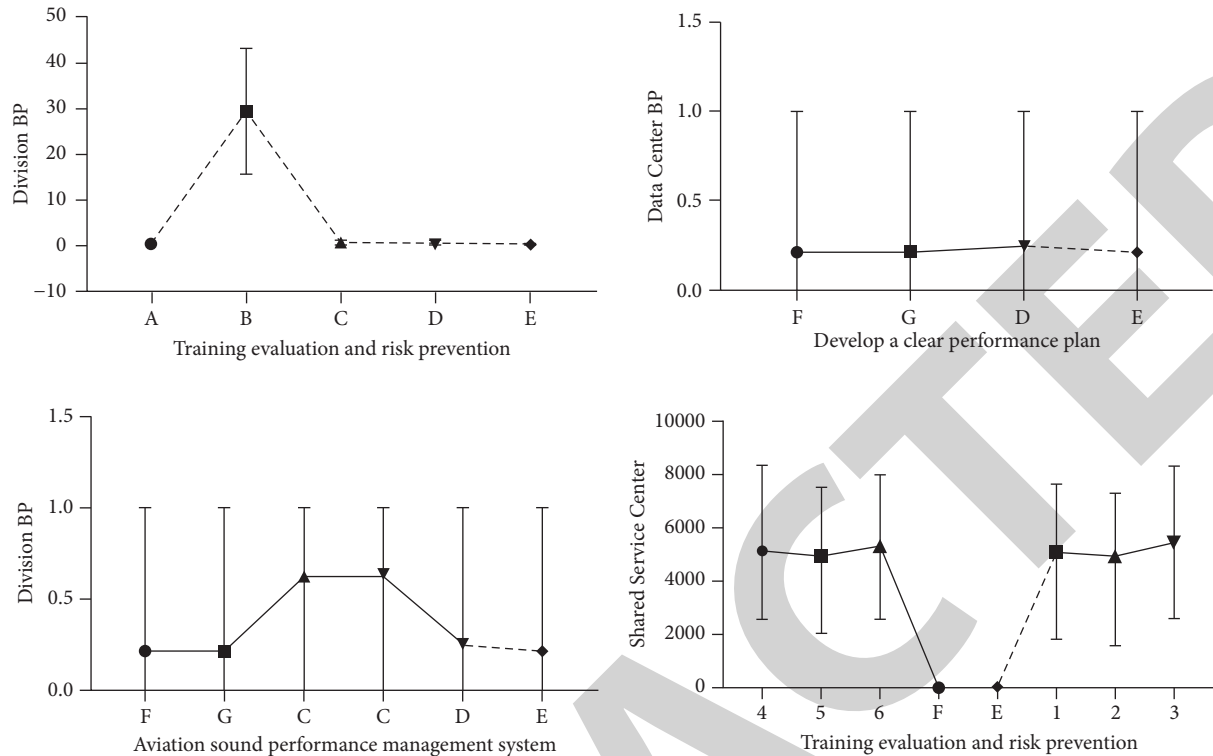 50
40
30
20
10
0
−10
Division BP
A B C D E
Training evaluation and risk prevention
1.5
1.0
0.5
0.0
Data Center BP
F G D E
Develop a clear performance plan
1.5
1.0
0.5
0.0
Division BP
F G C C D E
Aviation sound performance management system
10000
8000
6000
4000
2000
0
Shared Service Center
4 5 6 F E 1 2 3
Training evaluation and risk prevention
ACTE